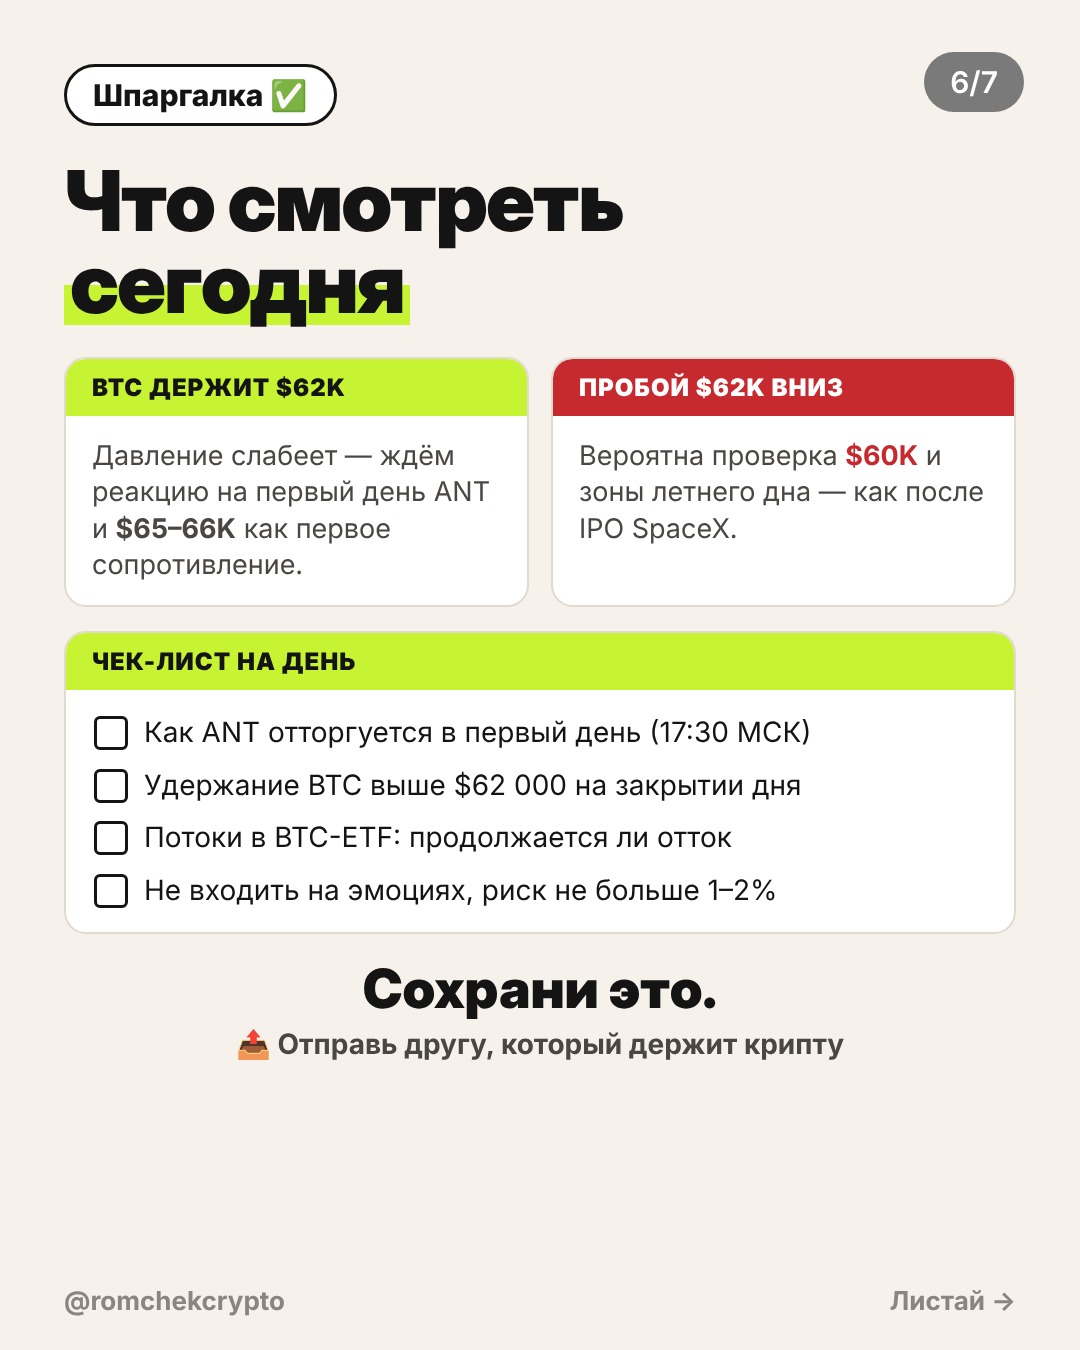 Шпаргалка ✅
6/7
Что смотреть
сегодня
BTC ДЕРЖИТ $62K
Давление слабеет — ждём
реакцию на первый день ANT
и $65–66K как первое
сопротивление.
ПРОБОЙ $62K ВНИЗ
Вероятна проверка $60K и
зоны летнего дна — как после
IPO SpaceX.
ЧЕК-ЛИСТ НА ДЕНЬ
Как ANT отторгуется в первый день (17:30 МСК)
Удержание BTC выше $62 000 на закрытии дня
Потоки в BTC-ETF: продолжается ли отток
Не входить на эмоциях, риск не больше 1–2%
Сохрани это.
📤 Отправь другу, который держит крипту
@romchekcrypto
Листай →